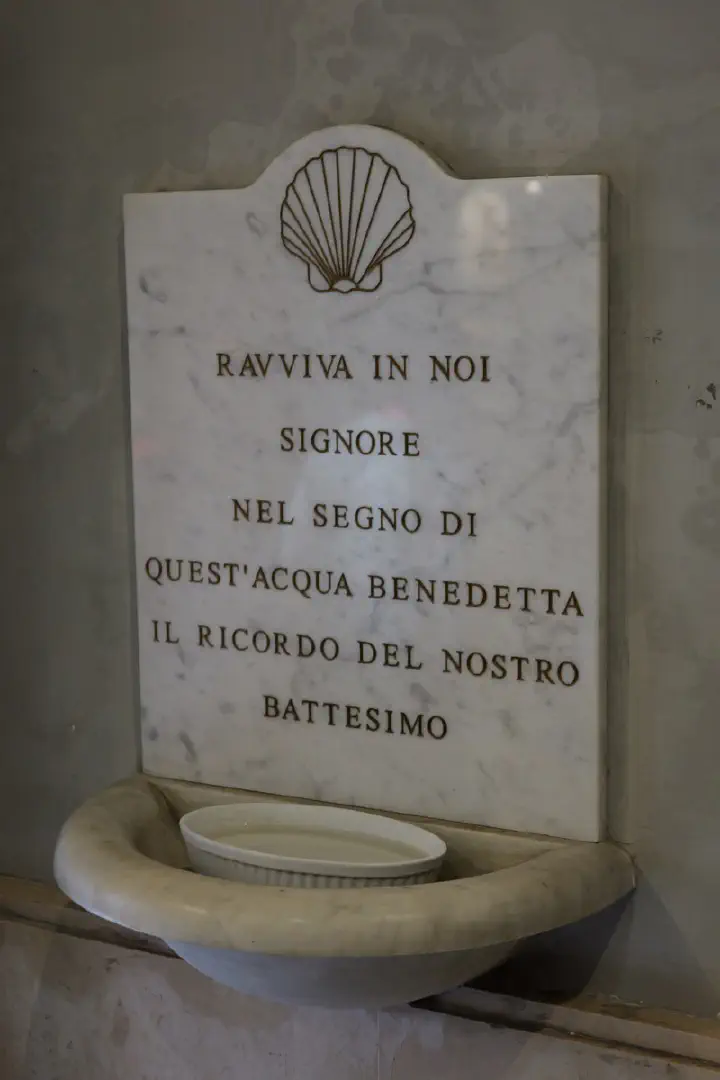 RAVVIVA IN NOI
SIGNORE
NEL SEGNO DI
QUEST'ACQUA BENEDETTA
IL RICORDO DEL NOSTRO
BATTESIMO